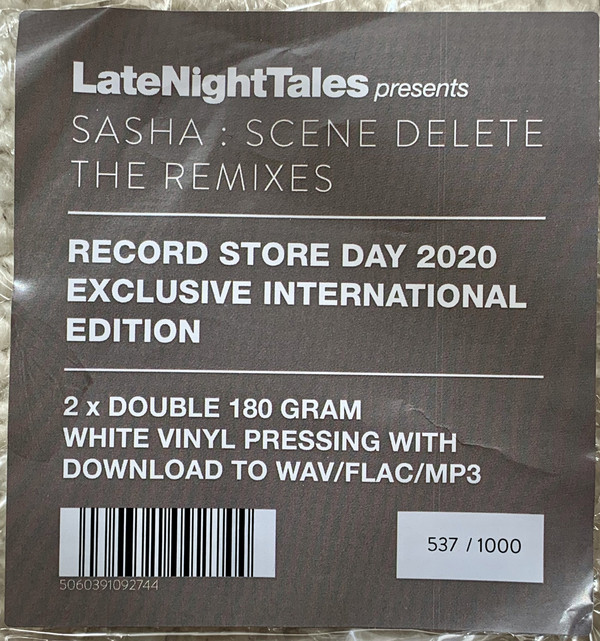 LateNightTales presents
SASHA : SCENE DELETE
THE REMIXES
RECORD STORE DAY 2020
EXCLUSIVE INTERNATIONAL
EDITION
2 x DOUBLE 180 GRAM
WHITE VINYL PRESSING WITH
DOWNLOAD TO WAV/FLAC/MP3
537 / 1000
5060391092744